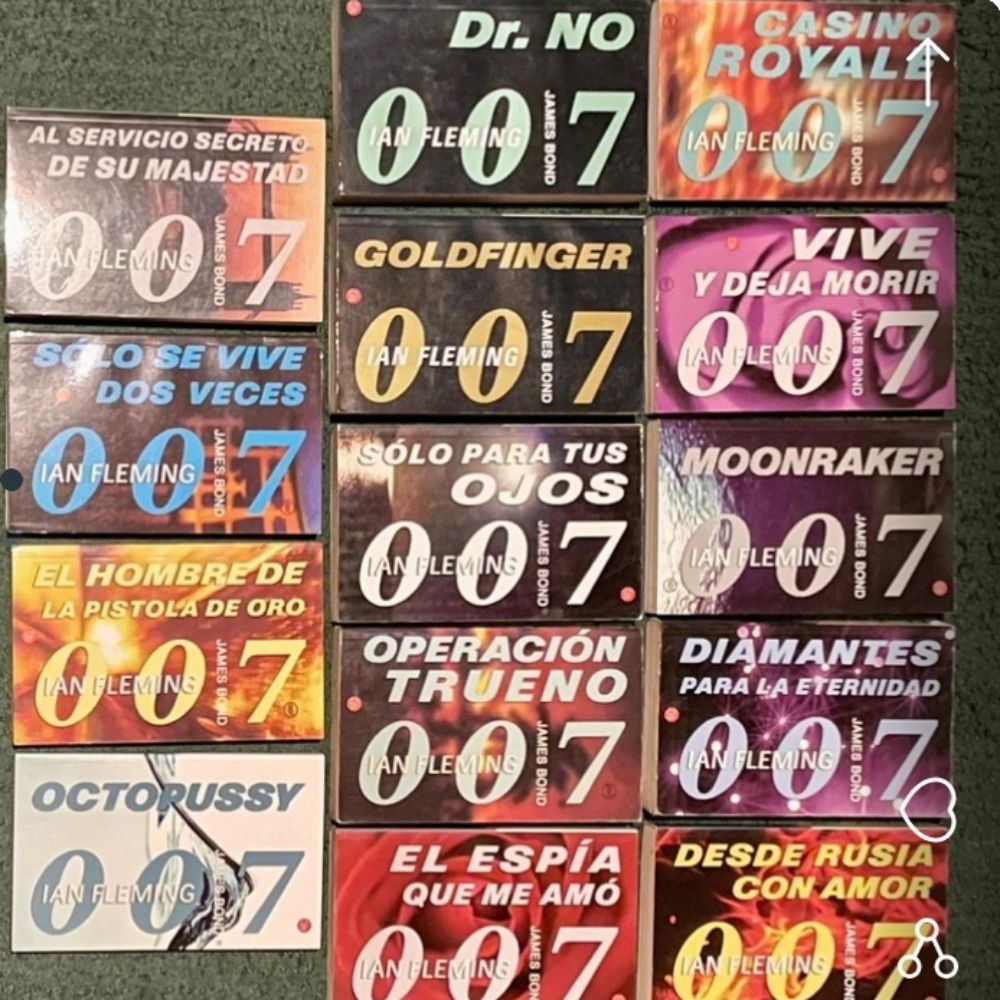 AL SERVICIO SECRETO
DE SU MAJESTAD
007
IAN FLEMING
JAMES BOND
SÓLO SE VIVE
DOS VECES
007
IAN FLEMING
JAMES BOND
EL HOMBRE DE
LA PISTOLA DE ORO
007
IAN FLEMING
JAMES BOND
OCTOPUSSY
007
IAN FLEMING
JAMES BOND
Dr. NO
007
IAN FLEMING
JAMES BOND
GOLDFINGER
007
IAN FLEMING
JAMES BOND
SÓLO PARA TUS
OJOS
007
IAN FLEMING
JAMES BOND
OPERACIÓN
TRUENO
007
IAN FLEMING
JAMES BOND
EL ESPÍA
QUE ME AMÓ
007
IAN FLEMING
JAMES BOND
CASINO
ROYALE
007
IAN FLEMING
JAMES BOND
VIVE
Y DEJA MORIR
007
IAN FLEMING
JAMES BOND
MOONRAKER
007
IAN FLEMING
JAMES BOND
DIAMANTES
PARA LA ETERNIDAD
007
IAN FLEMING
JAMES BOND
DESDE RUSIA
CON AMOR
007
IAN FLEMING
JAMES BON